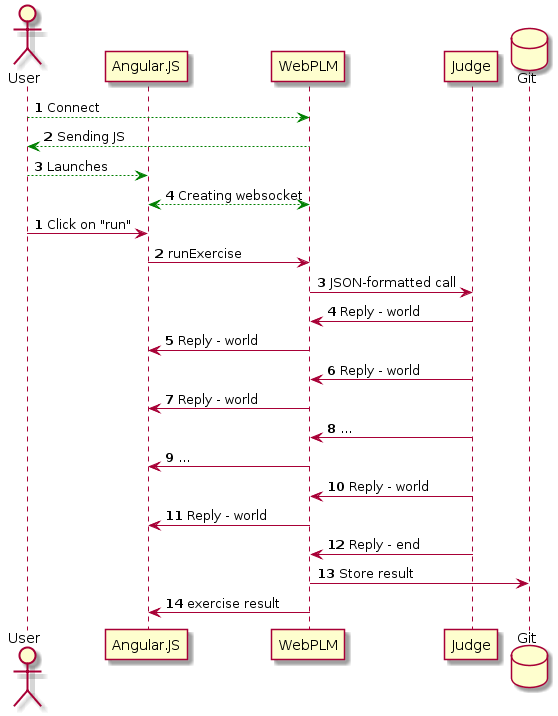 User
Angular.JS
WebPLM
Judge
Git
1 Connect
2 Sending JS
3 Launches
4 Creating websocket
1 Click on "run"
2 runExercise
3 JSON-formatted call
4 Reply - world
5 Reply - world
6 Reply - world
7 Reply - world
8 ...
9 ...
10 Reply - world
11 Reply - world
12 Reply - end
13 Store result
14 exercise result
User
Angular.JS
WebPLM
Judge
Git